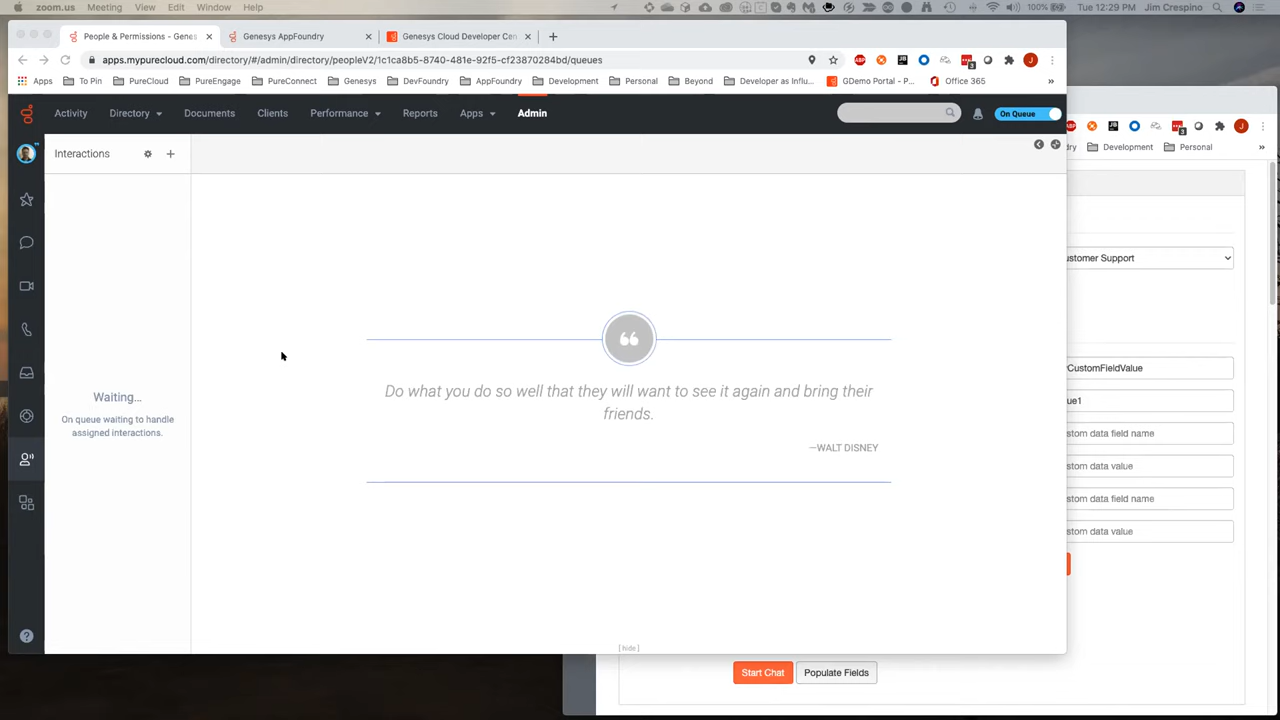 zoom.us Meeting View Edit Window Help
100% Tue 12:29 PM Jim Crespino
People & Permissions - Genes
Genesys AppFoundry
Genesys Cloud Developer Cen
apps.mypurecloud.com/directory/#/admin/directory/peopleV2/1c1ca8b5-8740-481e-92f5-cf23870284bd/queues
Apps To Pin PureCloud PureEngage PureConnect Genesys DevFoundry AppFoundry Development Personal Beyond Developer as Influ... GDemo Portal - P... Office 365 »
Activity Directory Documents Clients Performance Reports Apps Admin
On Queue
Interactions
Waiting...
On queue waiting to handle
assigned interactions.
Do what you do so well that they will want to see it again and bring their
friends.
—WALT DISNEY
[ hide ]
dry Development Personal »
ustomer Support
CustomFieldValue
ue1
stom data field name
stom data value
stom data field name
stom data value
Start Chat
Populate Fields